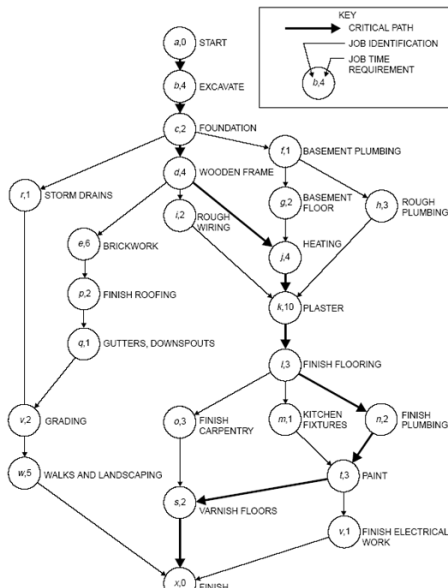 KEY
CRITICAL PATH
JOB IDENTIFICATION
JOB TIME
REQUIREMENT
b,4
a,0 START
b,4 EXCAVATE
c,2 FOUNDATION
f,1 BASEMENT PLUMBING
d,4 WOODEN FRAME
r,1 STORM DRAINS
i,2 ROUGH
WIRING
g,2 BASEMENT
FLOOR
h,3 ROUGH
PLUMBING
e,6 BRICKWORK
HEATING
j,4
p,2 FINISH ROOFING
k,10 PLASTER
q,1 GUTTERS, DOWNSPOUTS
l,3 FINISH FLOORING
v,2 GRADING
o,3 FINISH
CARPENTRY
m,1 KITCHEN
FIXTURES
n,2 FINISH
PLUMBING
w,5 WALKS AND LANDSCAPING
t,3 PAINT
s,2 VARNISH FLOORS
v,1 FINISH ELECTRICAL
WORK
x,0 FINISH